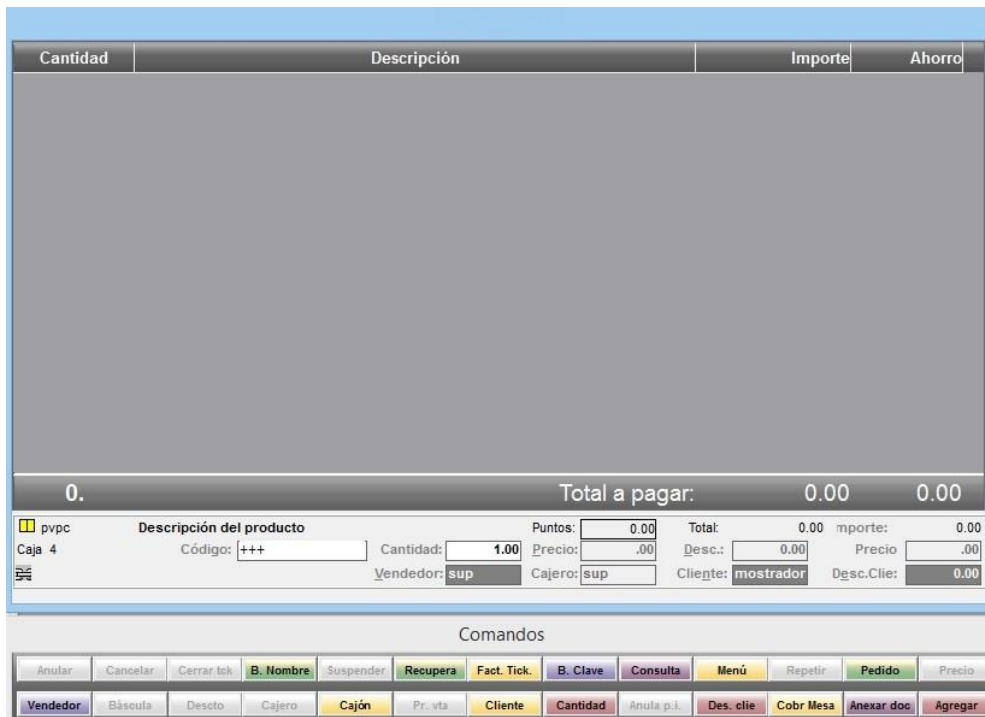 Cantidad Descripción Importe Ahorro
0. Total a pagar: 0.00 0.00
pvpc Descripción del producto Puntos: 0.00 Total: 0.00 mporte: 0.00
Caja 4 Código: +++ Cantidad: 1.00 Precio: .00 Desc.: 0.00 Precio .00
Vendedor: sup Cajero: sup Cliente: mostrador Desc.Clie: 0.00
Comandos
Anular Cancelar Cerrar tck B. Nombre Suspender Recupera Fact. Tick. B. Clave Consulta Menú Repetir Pedido Precio
Vendedor Báscula Descto Cajero Cajón Pr. vta Cliente Cantidad Anula p.i. Des. clie Cobr Mesa Anexar doc Agregar